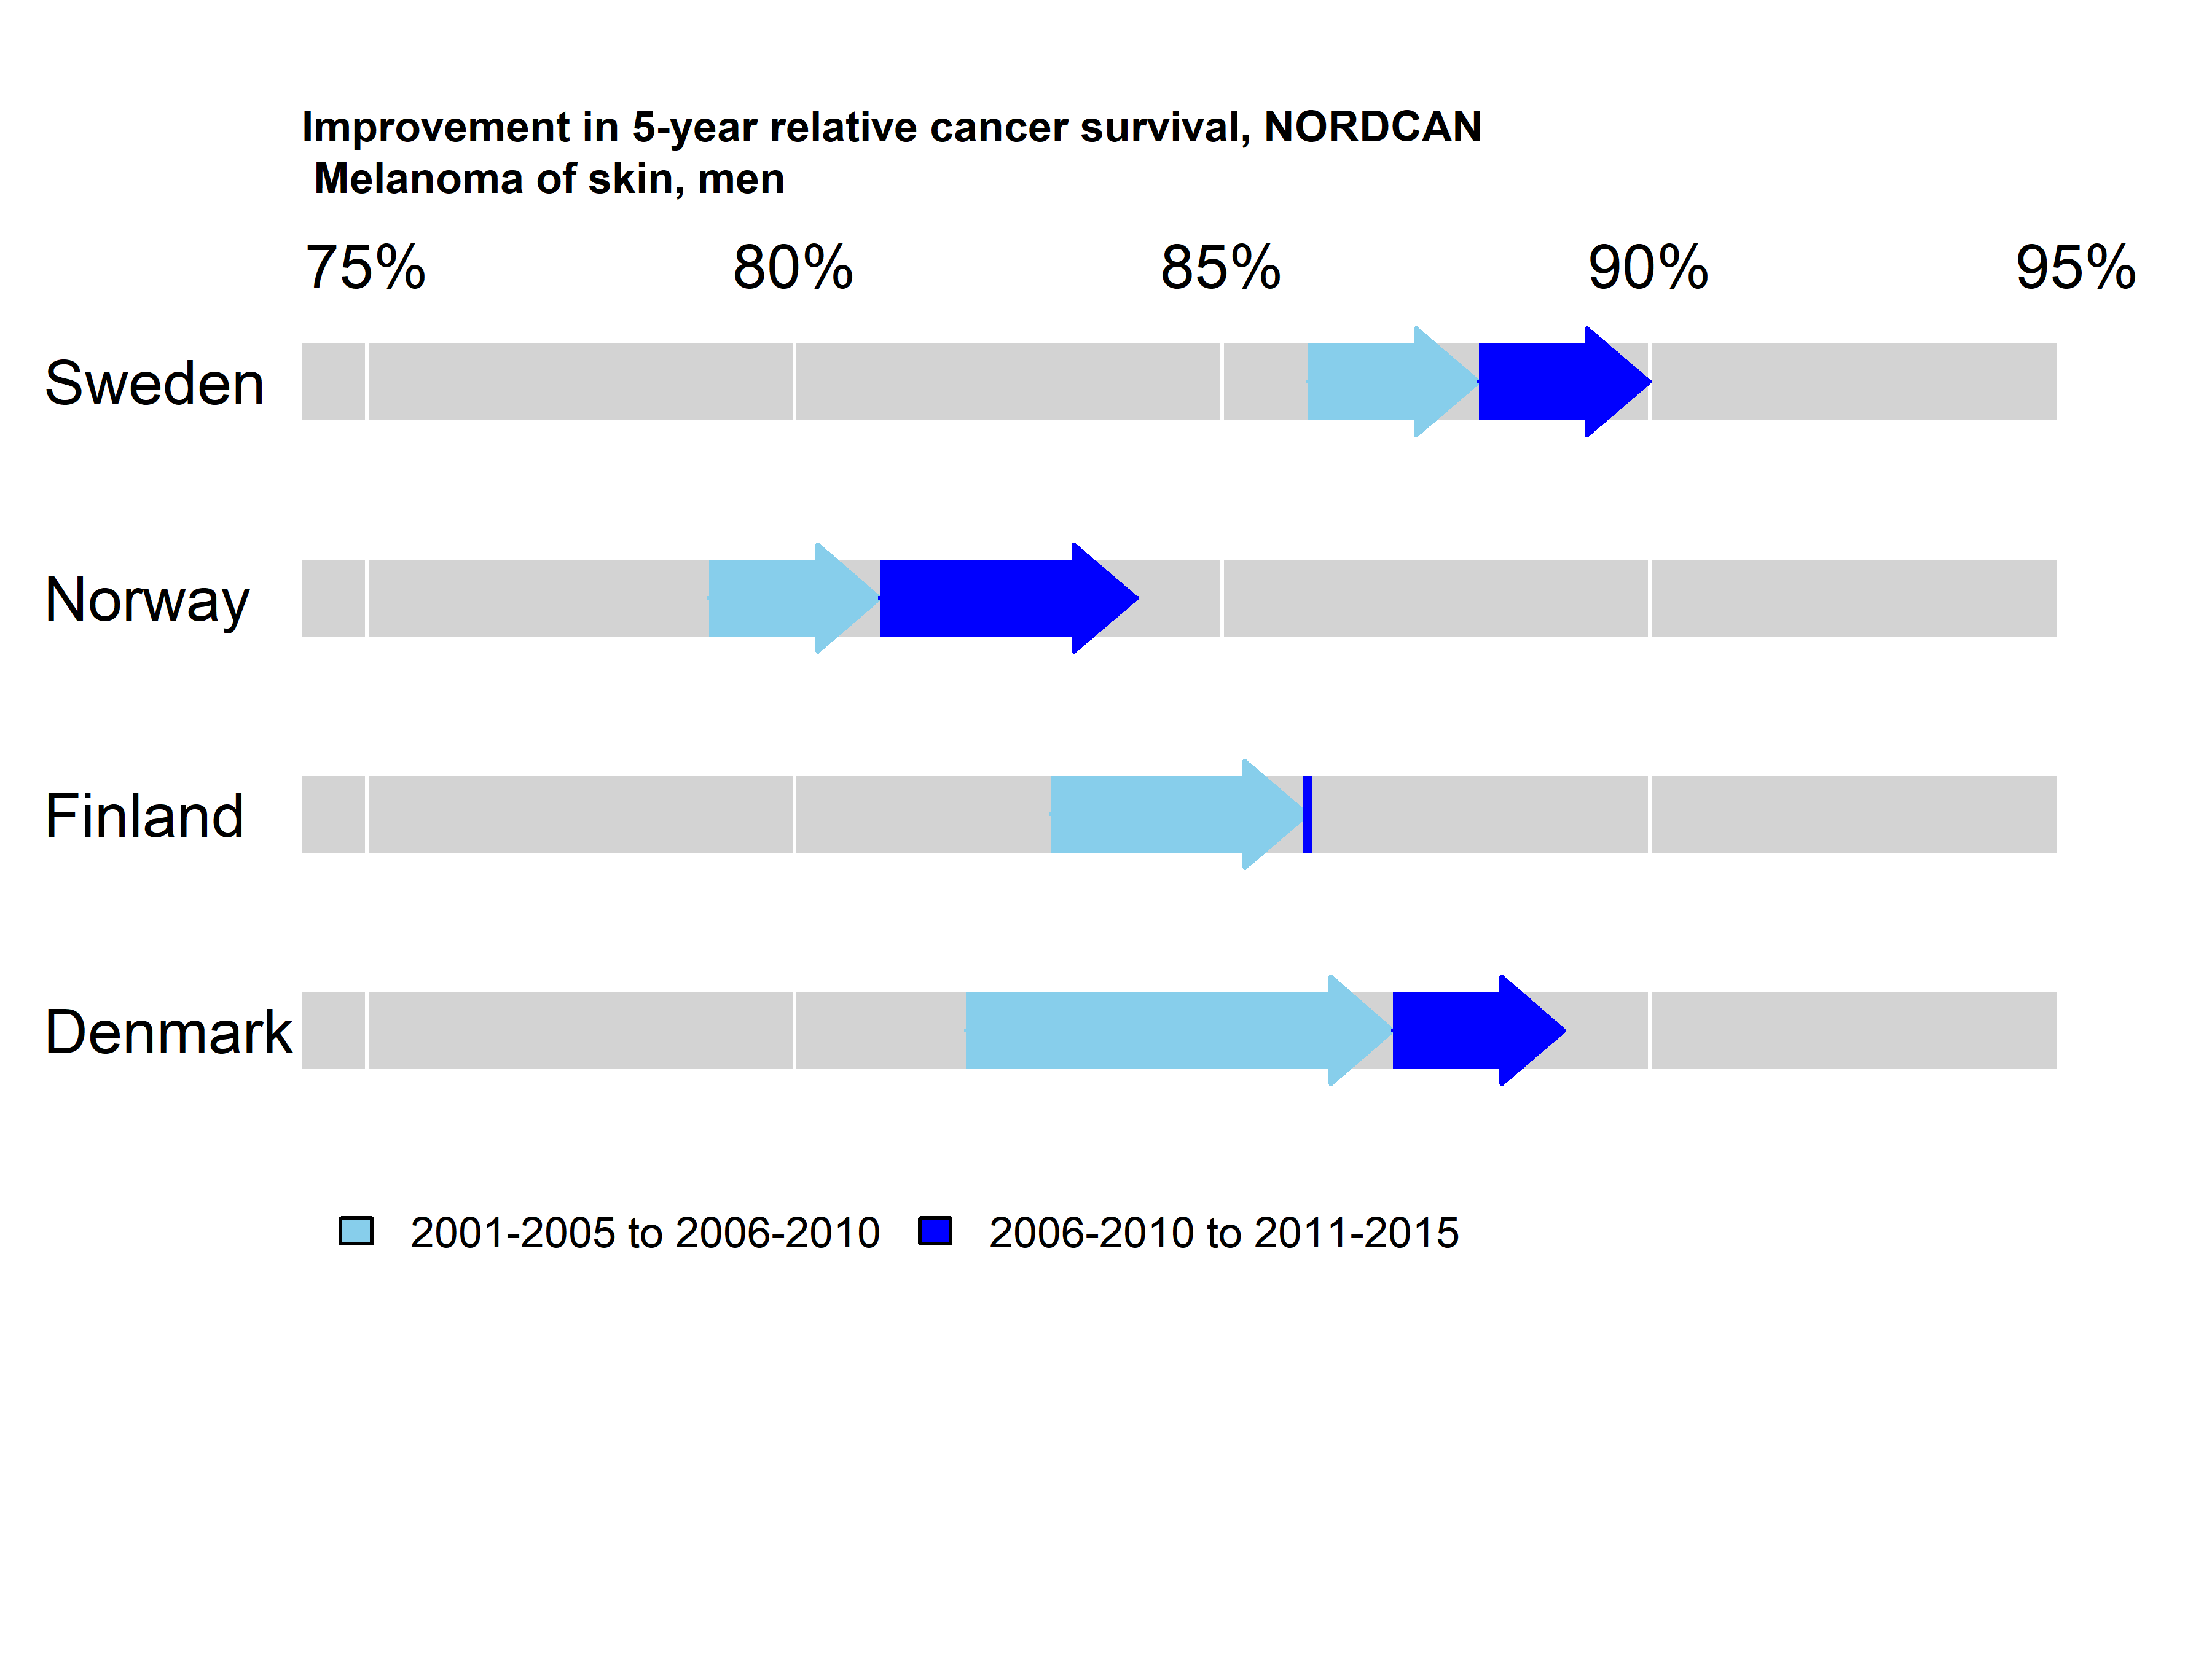 Improvement in 5-year relative cancer survival, NORDCAN
Melanoma of skin, men
75% 80% 85% 90% 95%
Sweden
Norway
Finland
Denmark
2001-2005 to 2006-2010 2006-2010 to 2011-2015